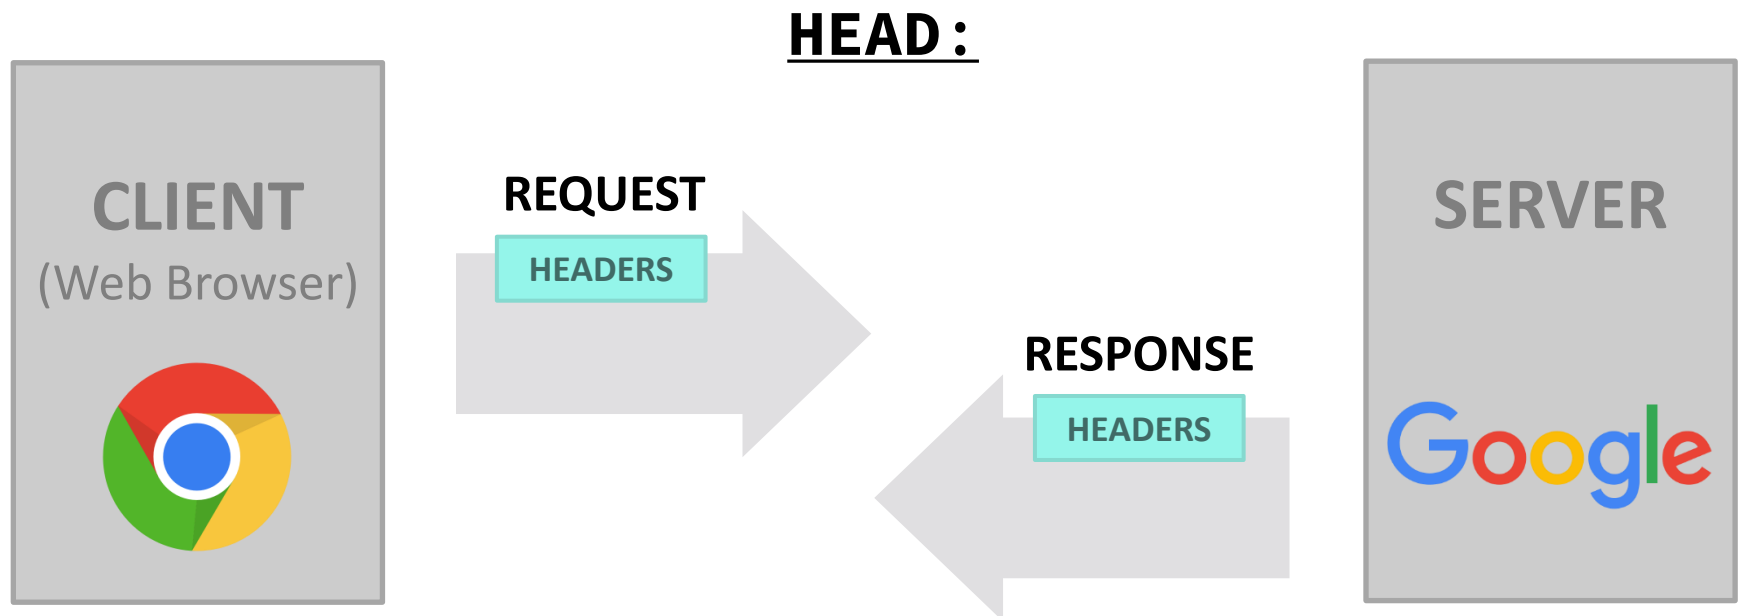 HEAD:
CLIENT
(Web Browser)
REQUEST
HEADERS
RESPONSE
HEADERS
SERVER
Google